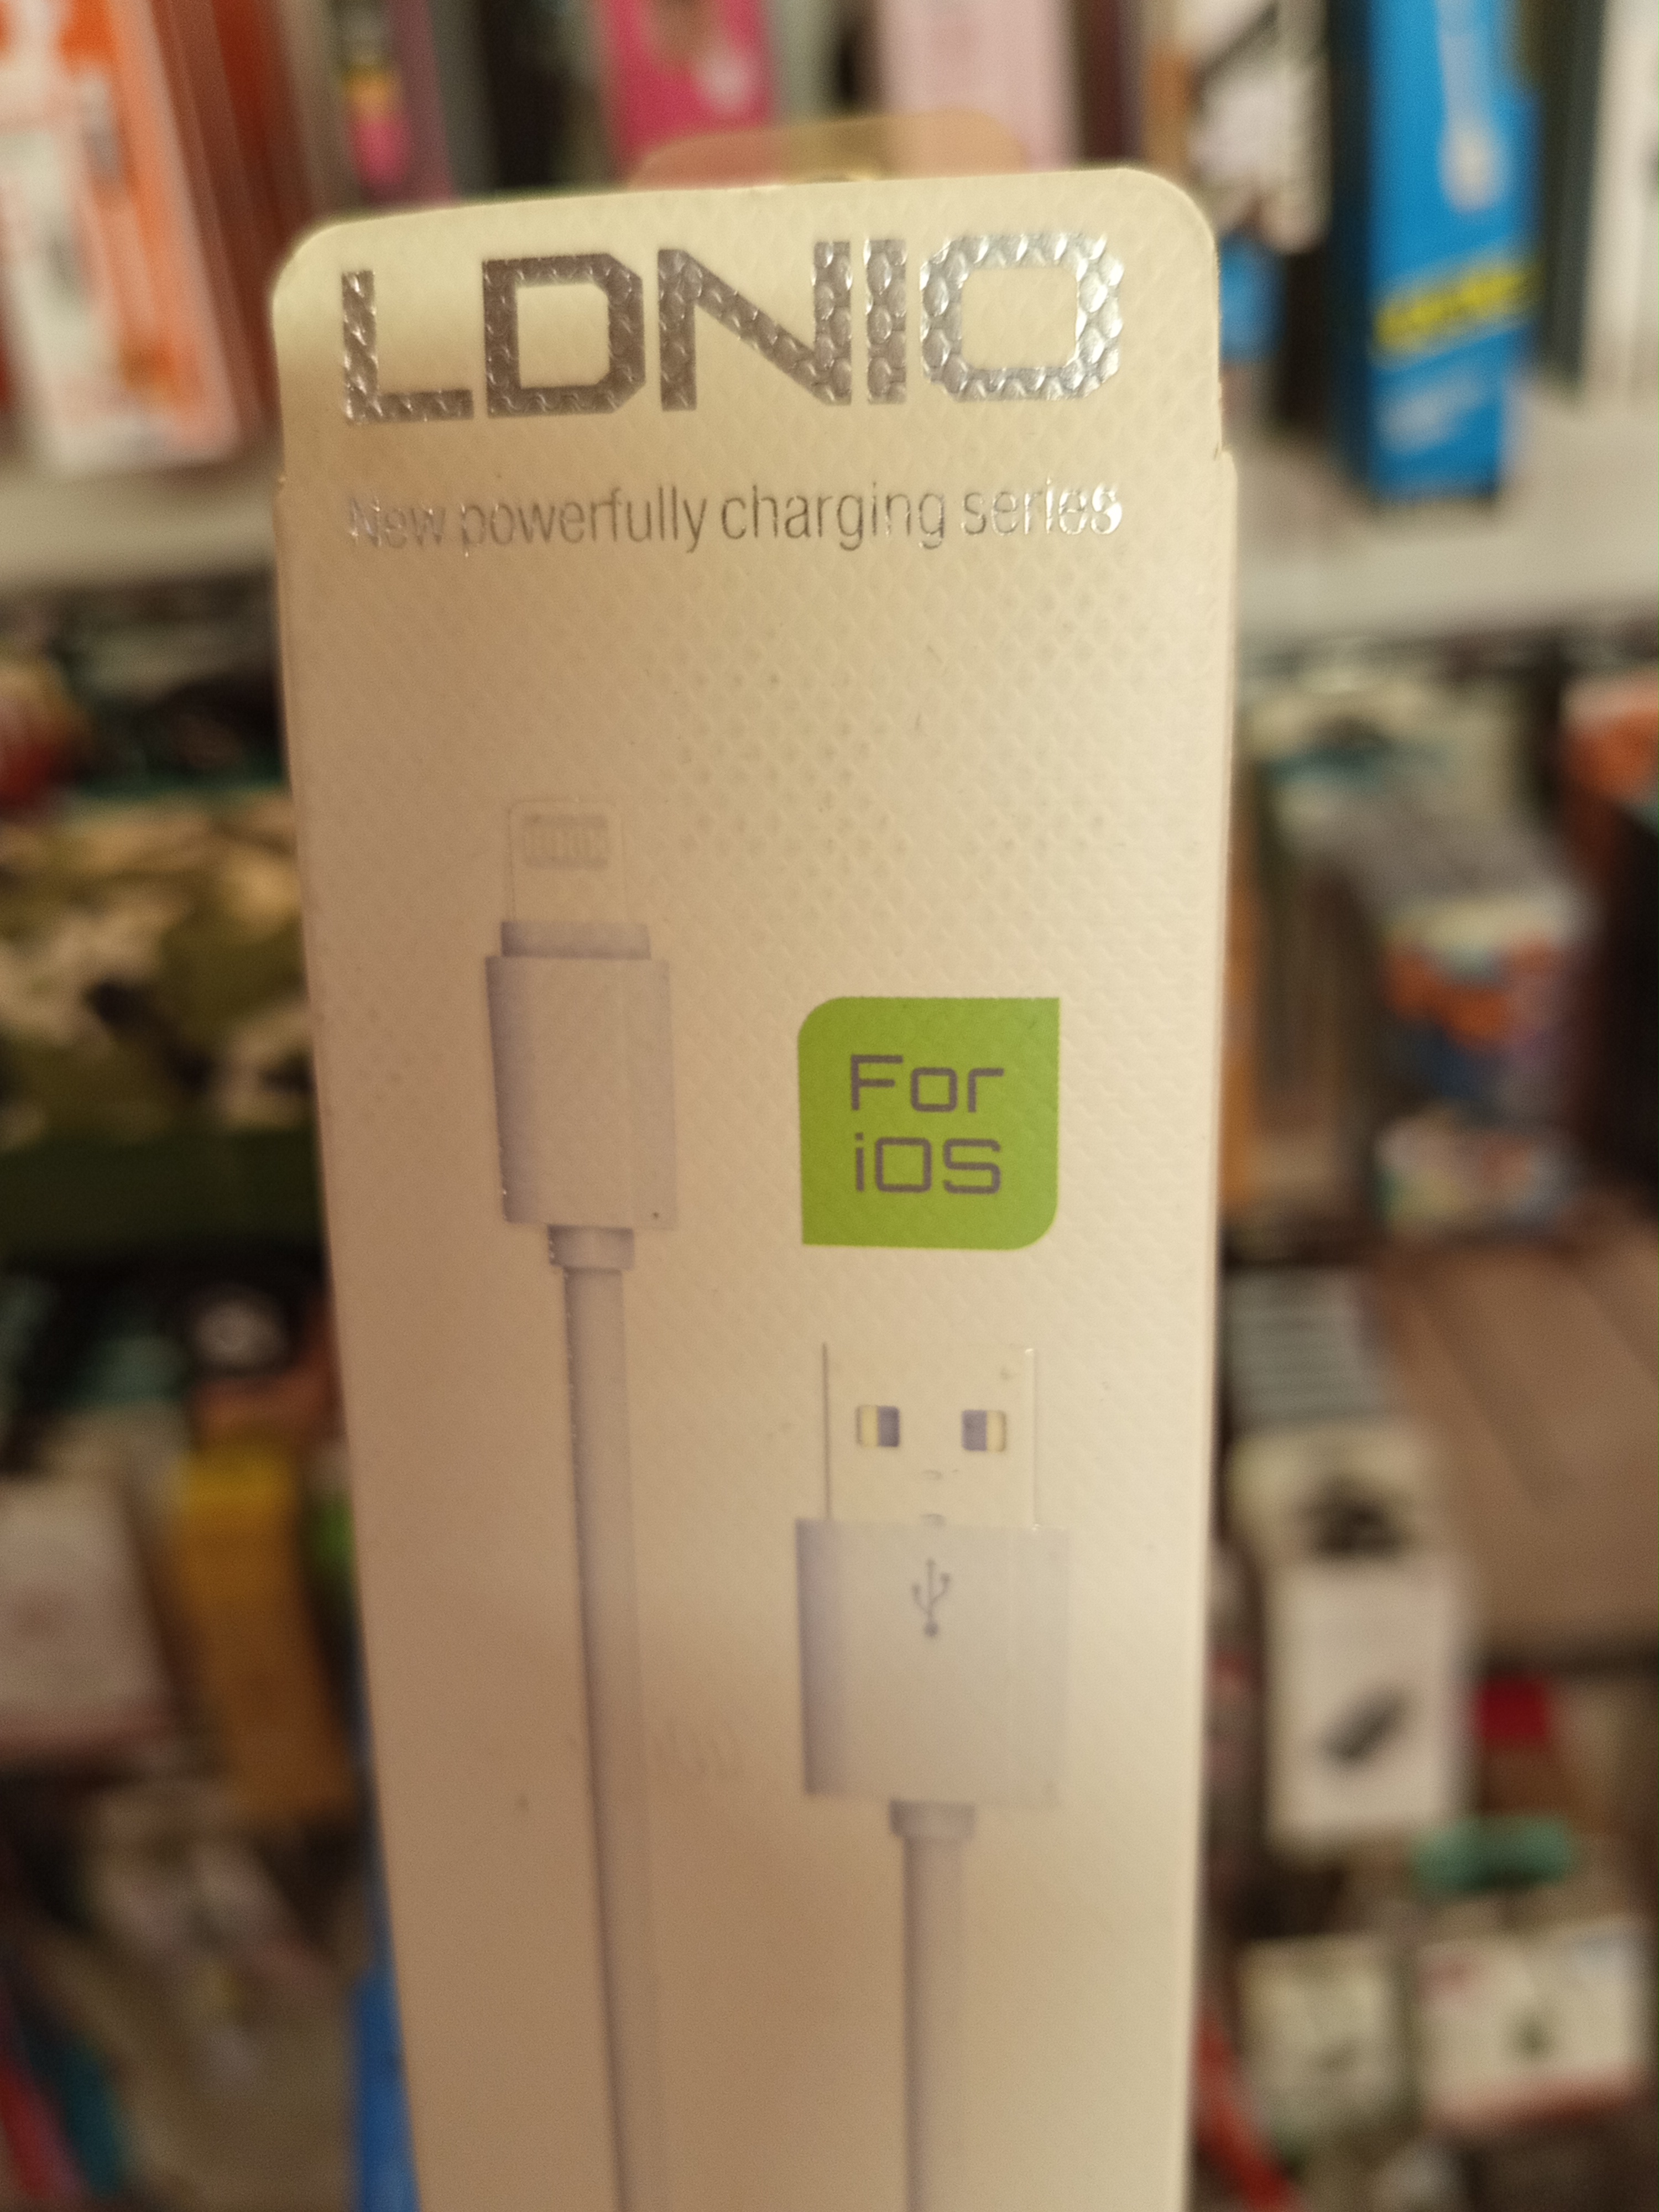 LDNIO
New powerfully charging series
For
iOS